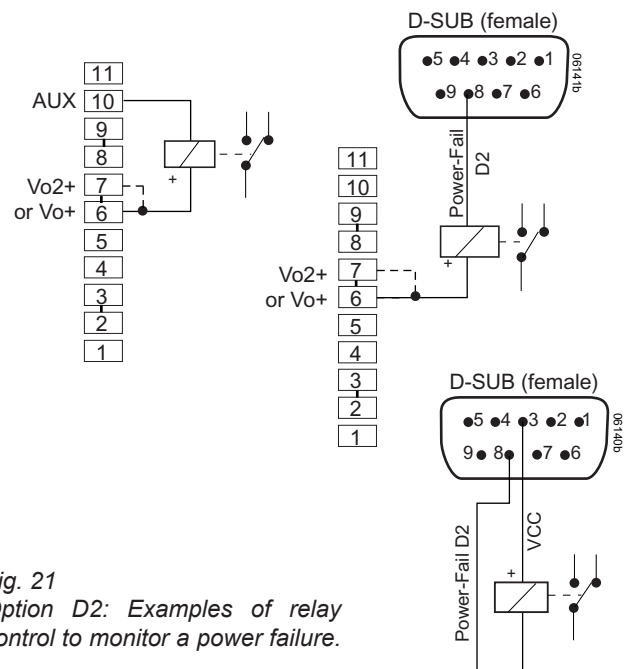 D-SUB (female)
5 4 3 2 1
9 8 7 6
06141b
11
AUX 10
9
8
Vo2+ 7
or Vo+ 6
5
4
3
2
1
+
Power-Fail
D2
11
10
9
8
Vo2+ 7
or Vo+ 6
5
4
3
2
1
+
D-SUB (female)
5 4 3 2 1
9 8 7 6
06140b
Power-Fail D2
VCC
+
ig. 21
ption D2: Examples of relay
ontrol to monitor a power failure.